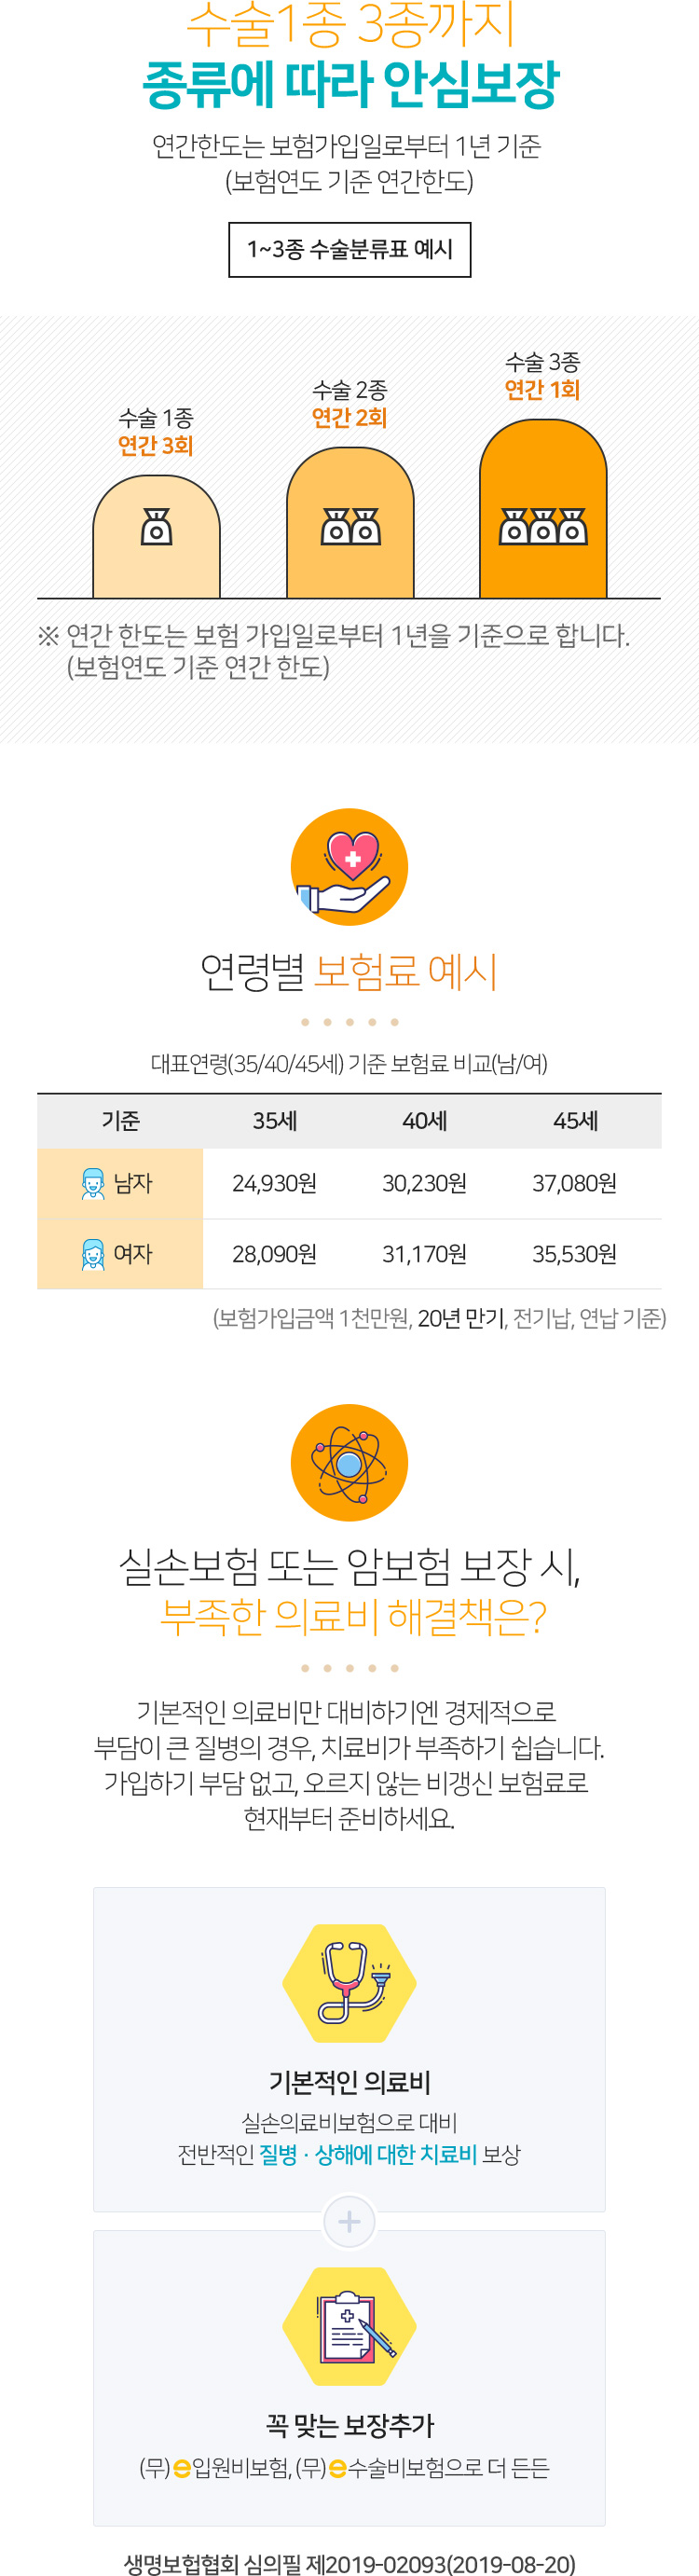 수술1종 3종까지
종류에 따라 안심보장
연간한도는 보험가입일로부터 1년 기준
(보험연도 기준 연간한도)
1~3종 수술분류표 예시
수술 1종
연간 3회
수술 2종
연간 2회
수술 3종
연간 1회
※ 연간 한도는 보험 가입일로부터 1년을 기준으로 합니다.
(보험연도 기준 연간 한도)
연령별 보험료 예시
대표연령(35/40/45세) 기준 보험료 비교(남/여)
기준 35세 40세 45세
남자 24,930원 30,230원 37,080원
여자 28,090원 31,170원 35,530원
(보험가입금액 1천만원, 20년 만기, 전기납, 연납 기준)
실손보험 또는 암보험 보장 시,
부족한 의료비 해결책은?
기본적인 의료비만 대비하기엔 경제적으로
부담이 큰 질병의 경우, 치료비가 부족하기 쉽습니다.
가입하기 부담 없고, 오르지 않는 비갱신 보험료로
현재부터 준비하세요.
기본적인 의료비
실손의료비보험으로 대비
전반적인 질병 · 상해에 대한 치료비 보상
꼭 맞는 보장추가
(무)e입원비보험, (무)e수술비보험으로 더 든든
생명보험협회 심의필 제2019-02093(2019-08-20)